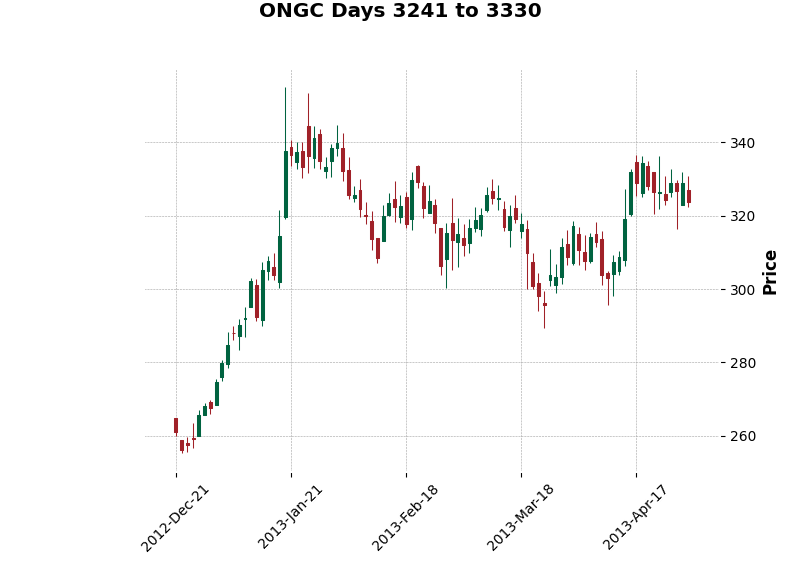 ONGC Days 3241 to 3330
340
320
300
280
260
Price
2012-Dec-21
2013-Jan-21
2013-Feb-18
2013-Mar-18
2013-Apr-17